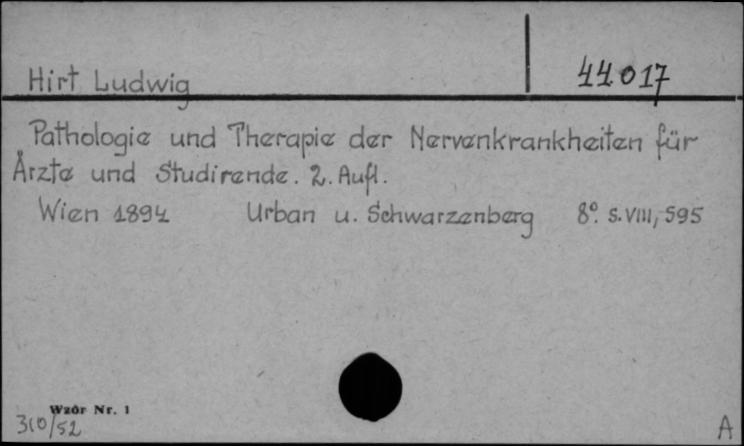 Hirt Ludwig
44017
Pathologie und Therapie der Nervenkrankheiten für
Ärzte und Studirende. 2. Aufl.
Wien 1894 Urban u. Schwarzenberg 8° S. VIII, 595
Wzór Nr. 1
310/52
A